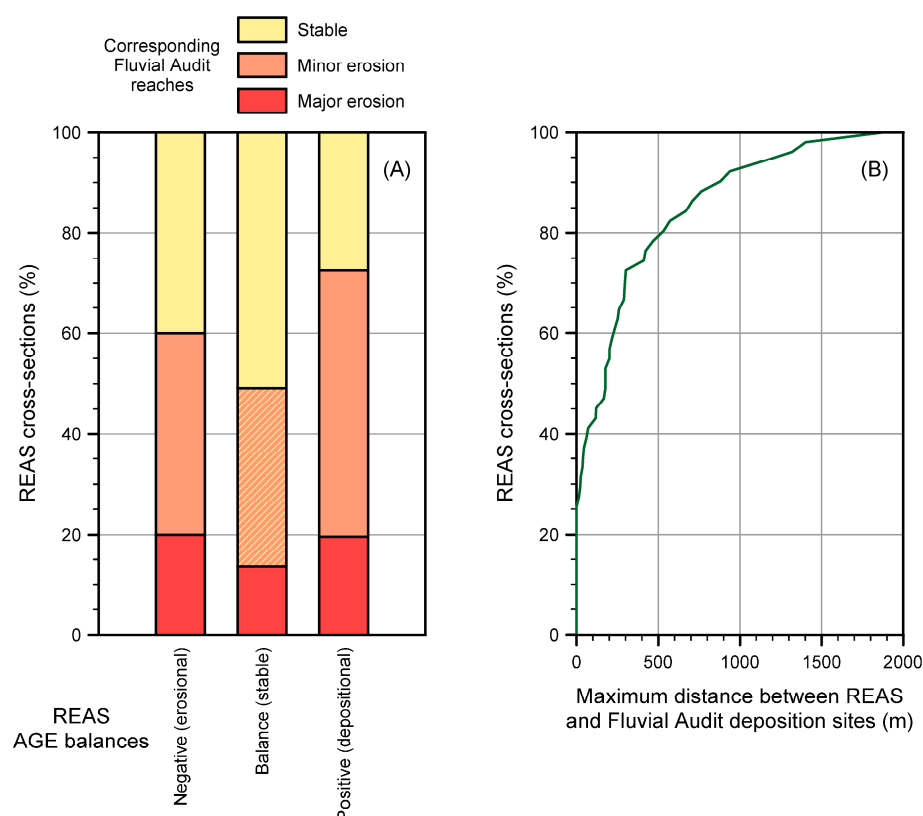 Corresponding
Fluvial Audit
reaches
Stable
Minor erosion
Major erosion
(A)
100
80
60
40
20
0
REAS cross-sections (%)
Negative (erosional)
Balance (stable)
Positive (depositional)
REAS
AGE balances
(B)
100
80
60
40
20
0
REAS cross-sections (%)
0 500 1000 1500 2000
Maximum distance between REAS
and Fluvial Audit deposition sites (m)